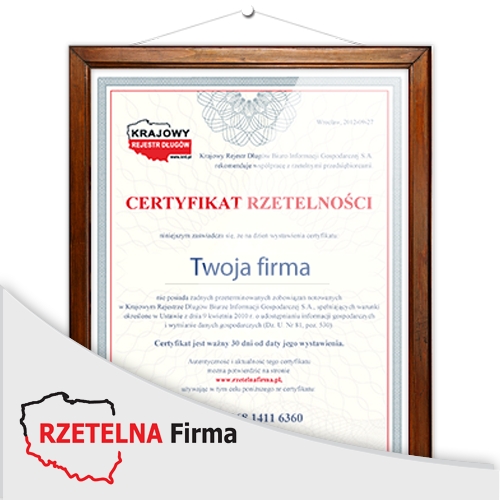 KRAJOWY
REJESTR DŁUGÓW
www.krd.pl
Wrocław, 2012-09-27
Krajowy Rejestr Długów Biuro Informacji Gospodarczej S.A.
rekomenduje współpracę z rzetelnymi przedsiębiorcami
CERTYFIKAT RZETELNOŚCI
niniejszym zaświadcza się, że na dzień wystawienia certyfikatu:
Twoja firma
nie posiada żadnych przeterminowanych zobowiązań notowanych
w Krajowym Rejestrze Długów Biurze Informacji Gospodarczej S.A., spełniających warunki
określone w Ustawie z dnia 9 kwietnia 2010 r. o udostępnianiu informacji gospodarczych
i wymianie danych gospodarczych (Dz. U. Nr 81, poz. 530)
Certyfikat jest ważny 30 dni od daty jego wystawienia.
Autentyczność i aktualność tego certyfikatu
można potwierdzić na stronie
www.rzetelnafirma.pl,
używając w tym celu poniższego nr certyfikatu:
1411 6360
RZETELNA Firma